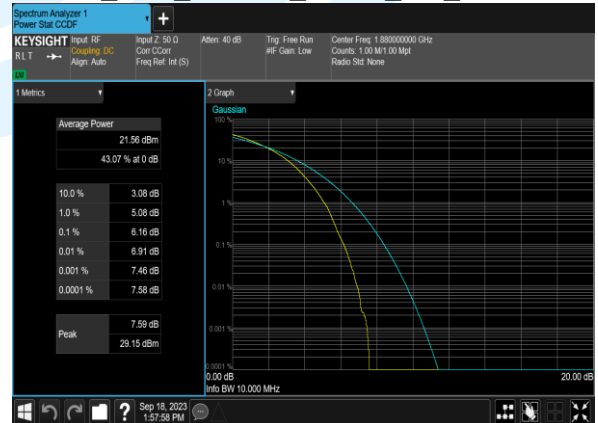 Spectrum Analyzer 1
Power Stat CCDF
+
KEYSIGHT
RLT
LW
Input: RF
Coupling: DC
Align: Auto
Input Z: 50 Ω
Corr CCorr
Freq Ref: Int (S)
Atten: 40 dB
Trig: Free Run
#IF Gain: Low
Center Freq: 1.880000000 GHz
Counts: 1.00 M/1.00 Mpt
Radio Std: None
1 Metrics
Average Power
21.56 dBm
43.07 % at 0 dB
10.0 % 3.08 dB
1.0 % 5.08 dB
0.1 % 6.16 dB
0.01 % 6.91 dB
0.001 % 7.46 dB
0.0001 % 7.58 dB
Peak
7.59 dB
29.15 dBm
2 Graph
Gaussian
100 %
10 %
1 %
0.1 %
0.01 %
0.001 %
0.0001 %
0.00 dB 20.00 dB
Info BW 10.000 MHz
?
Sep 18, 2023
1:57:58 PM